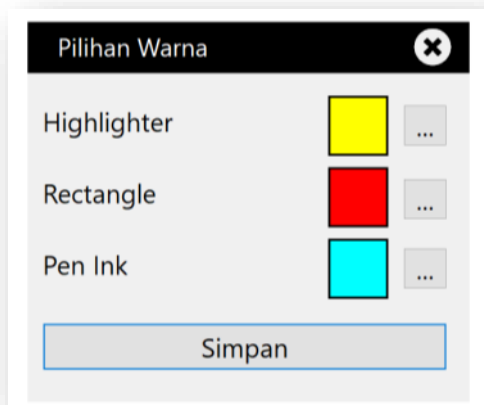 Pilihan Warna
Highlighter ...
Rectangle ...
Pen Ink ...
Simpan